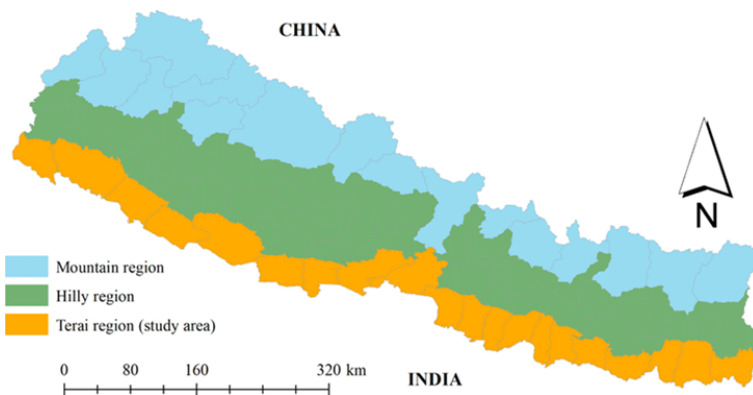 CHINA
N
Mountain region
Hilly region
Terai region (study area)
0 80 160 320 km
INDIA